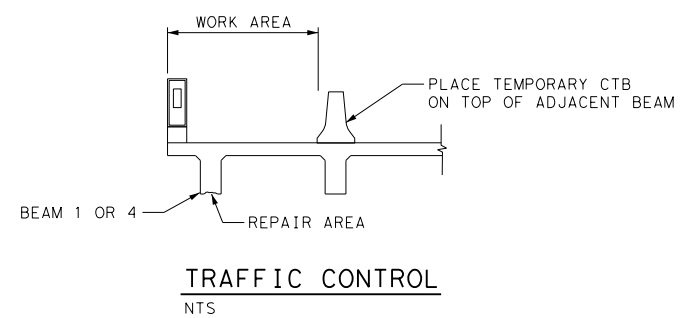 WORK AREA
PLACE TEMPORARY CTB
ON TOP OF ADJACENT BEAM
BEAM 1 OR 4
REPAIR AREA
TRAFFIC CONTROL
NTS